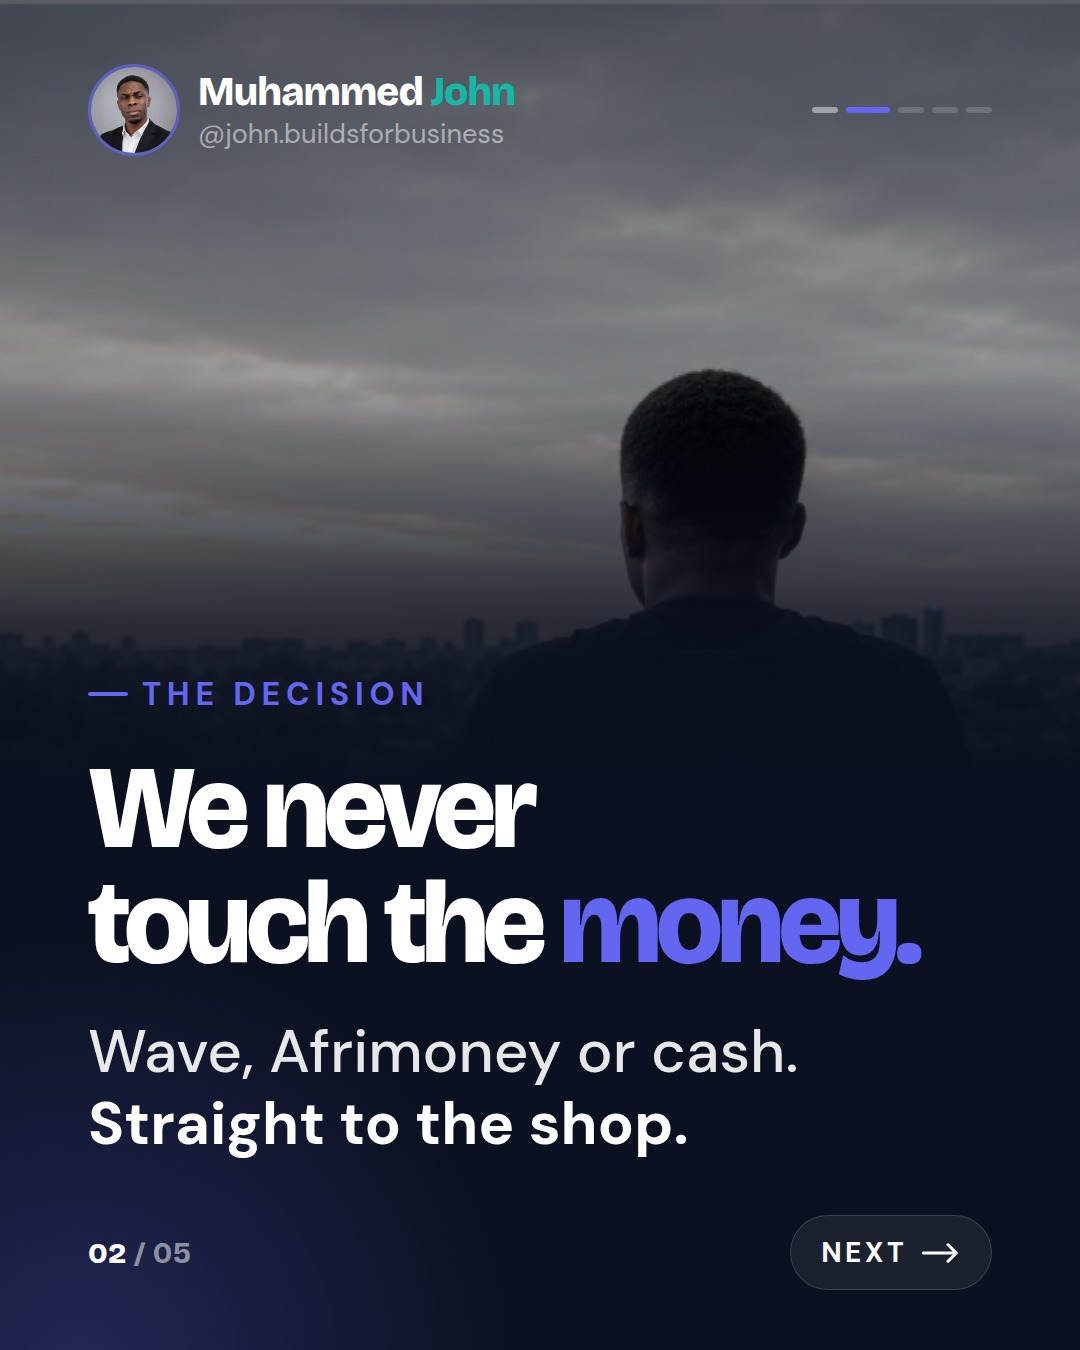 Muhammed John
@john.buildsforbusiness
— THE DECISION
We never
touch the money.
Wave, Afrimoney or cash.
Straight to the shop.
02 / 05
NEXT →